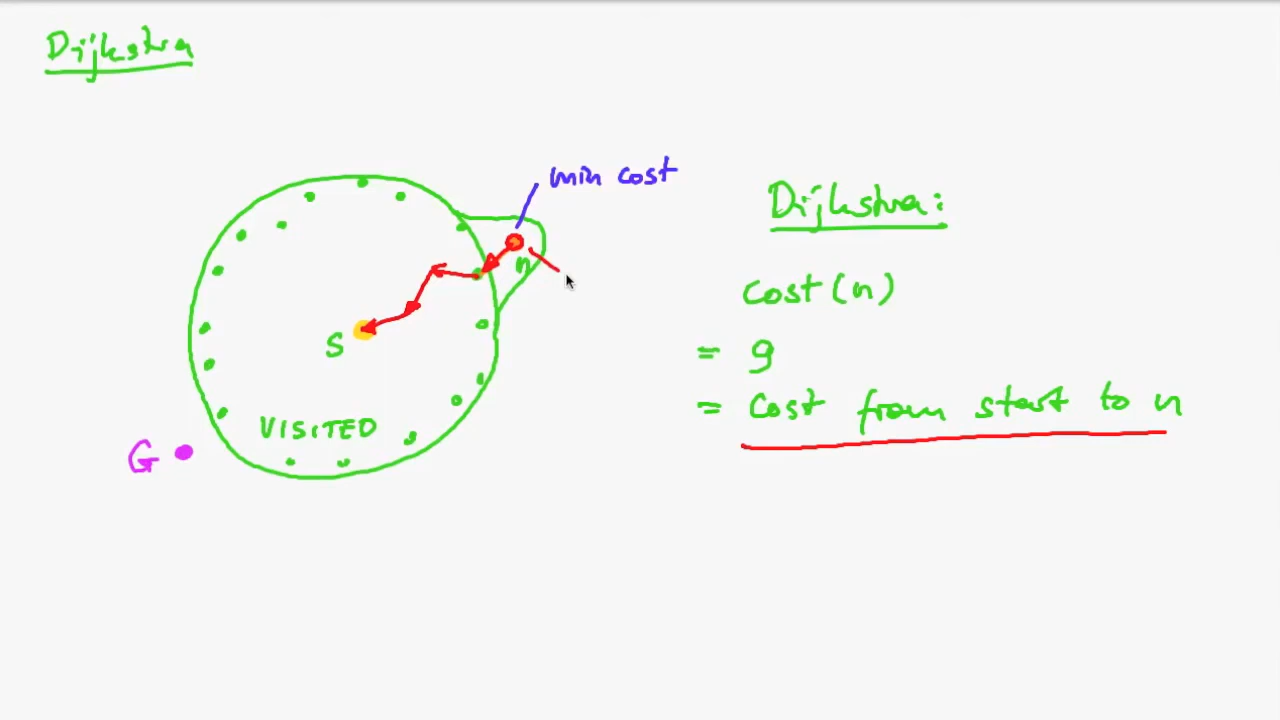 Dijkstra
min cost
n
S
VISITED
G
Dijkstra:
cost (n)
= g
= cost from start to n